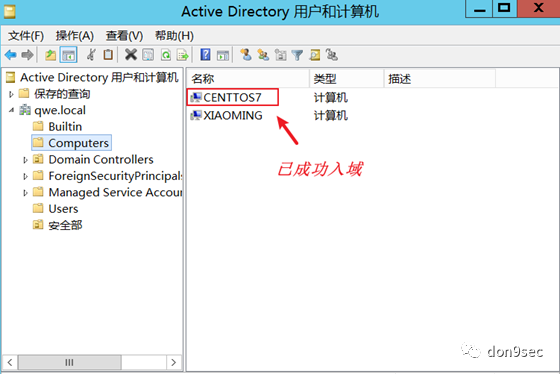 Active Directory 用户和计算机
文件(F) 操作(A) 查看(V) 帮助(H)
Active Directory 用户和计算机
保存的查询
qwe.local
Builtin
Computers
Domain Controllers
ForeignSecurityPrincipals
Managed Service Accour
Users
安全部
名称 类型 描述
CENTTOS7 计算机
XIAOMING 计算机
已成功入域
don9sec